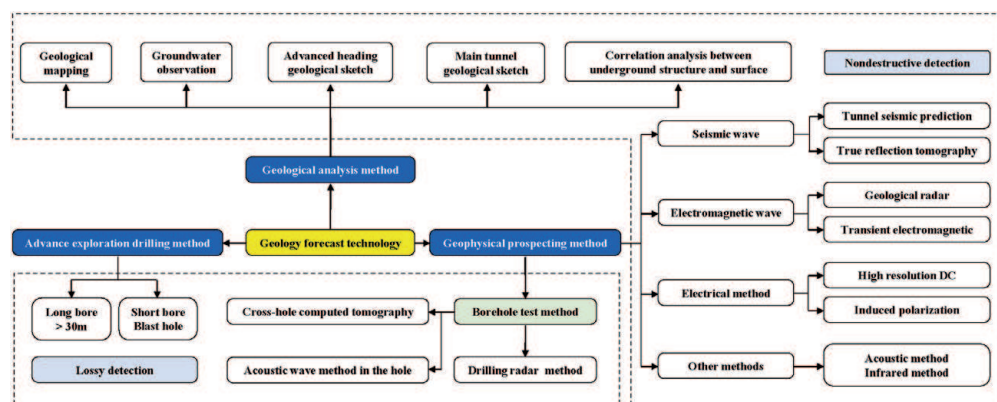 Geological
mapping
Groundwater
observation
Advanced heading
geological sketch
Main tunnel
geological sketch
Correlation analysis between
underground structure and surface
Nondestructive detection
Seismic wave
Tunnel seismic prediction
True reflection tomography
Geological analysis method
Electromagnetic wave
Geological radar
Transient electromagnetic
Advance exploration drilling method
Geology forecast technology
Geophysical prospecting method
Electrical method
High resolution DC
Induced polarization
Long bore
> 30m
Short bore
Blast hole
Cross-hole computed tomography
Borehole test method
Lossy detection
Acoustic wave method in the hole
Drilling radar method
Other methods
Acoustic method
Infrared method